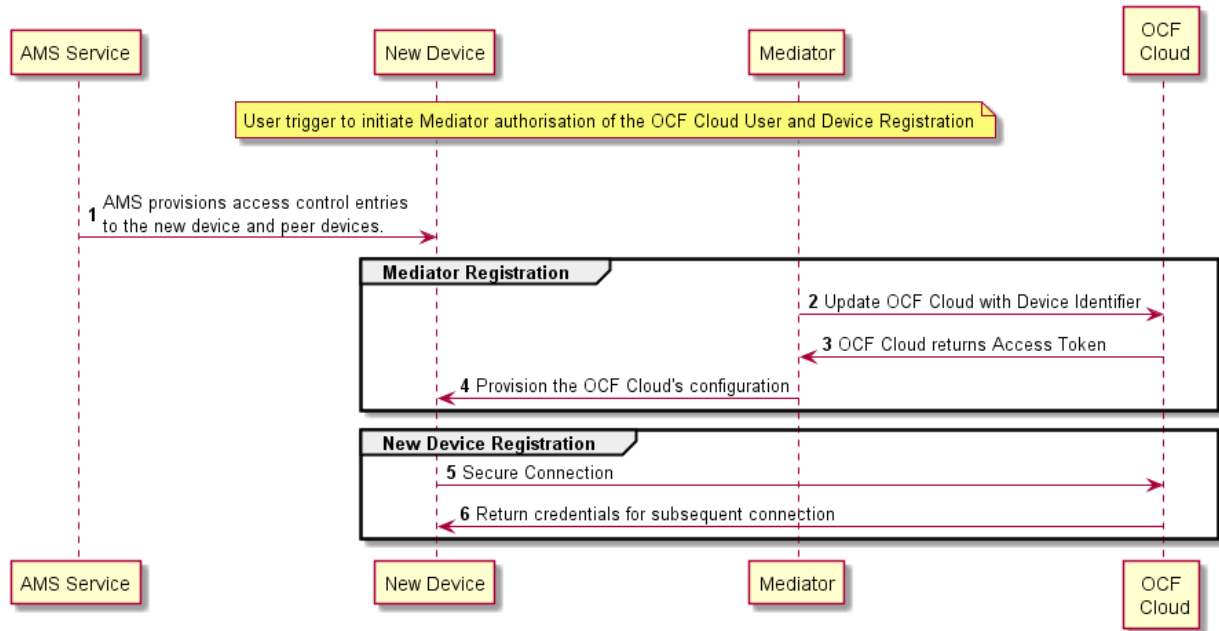 AMS Service
New Device
Mediator
OCF
Cloud
User trigger to initiate Mediator authorisation of the OCF Cloud User and Device Registration
1 AMS provisions access control entries
to the new device and peer devices.
Mediator Registration
2 Update OCF Cloud with Device Identifier
3 OCF Cloud returns Access Token
4 Provision the OCF Cloud's configuration
New Device Registration
5 Secure Connection
6 Return credentials for subsequent connection
AMS Service
New Device
Mediator
OCF
Cloud